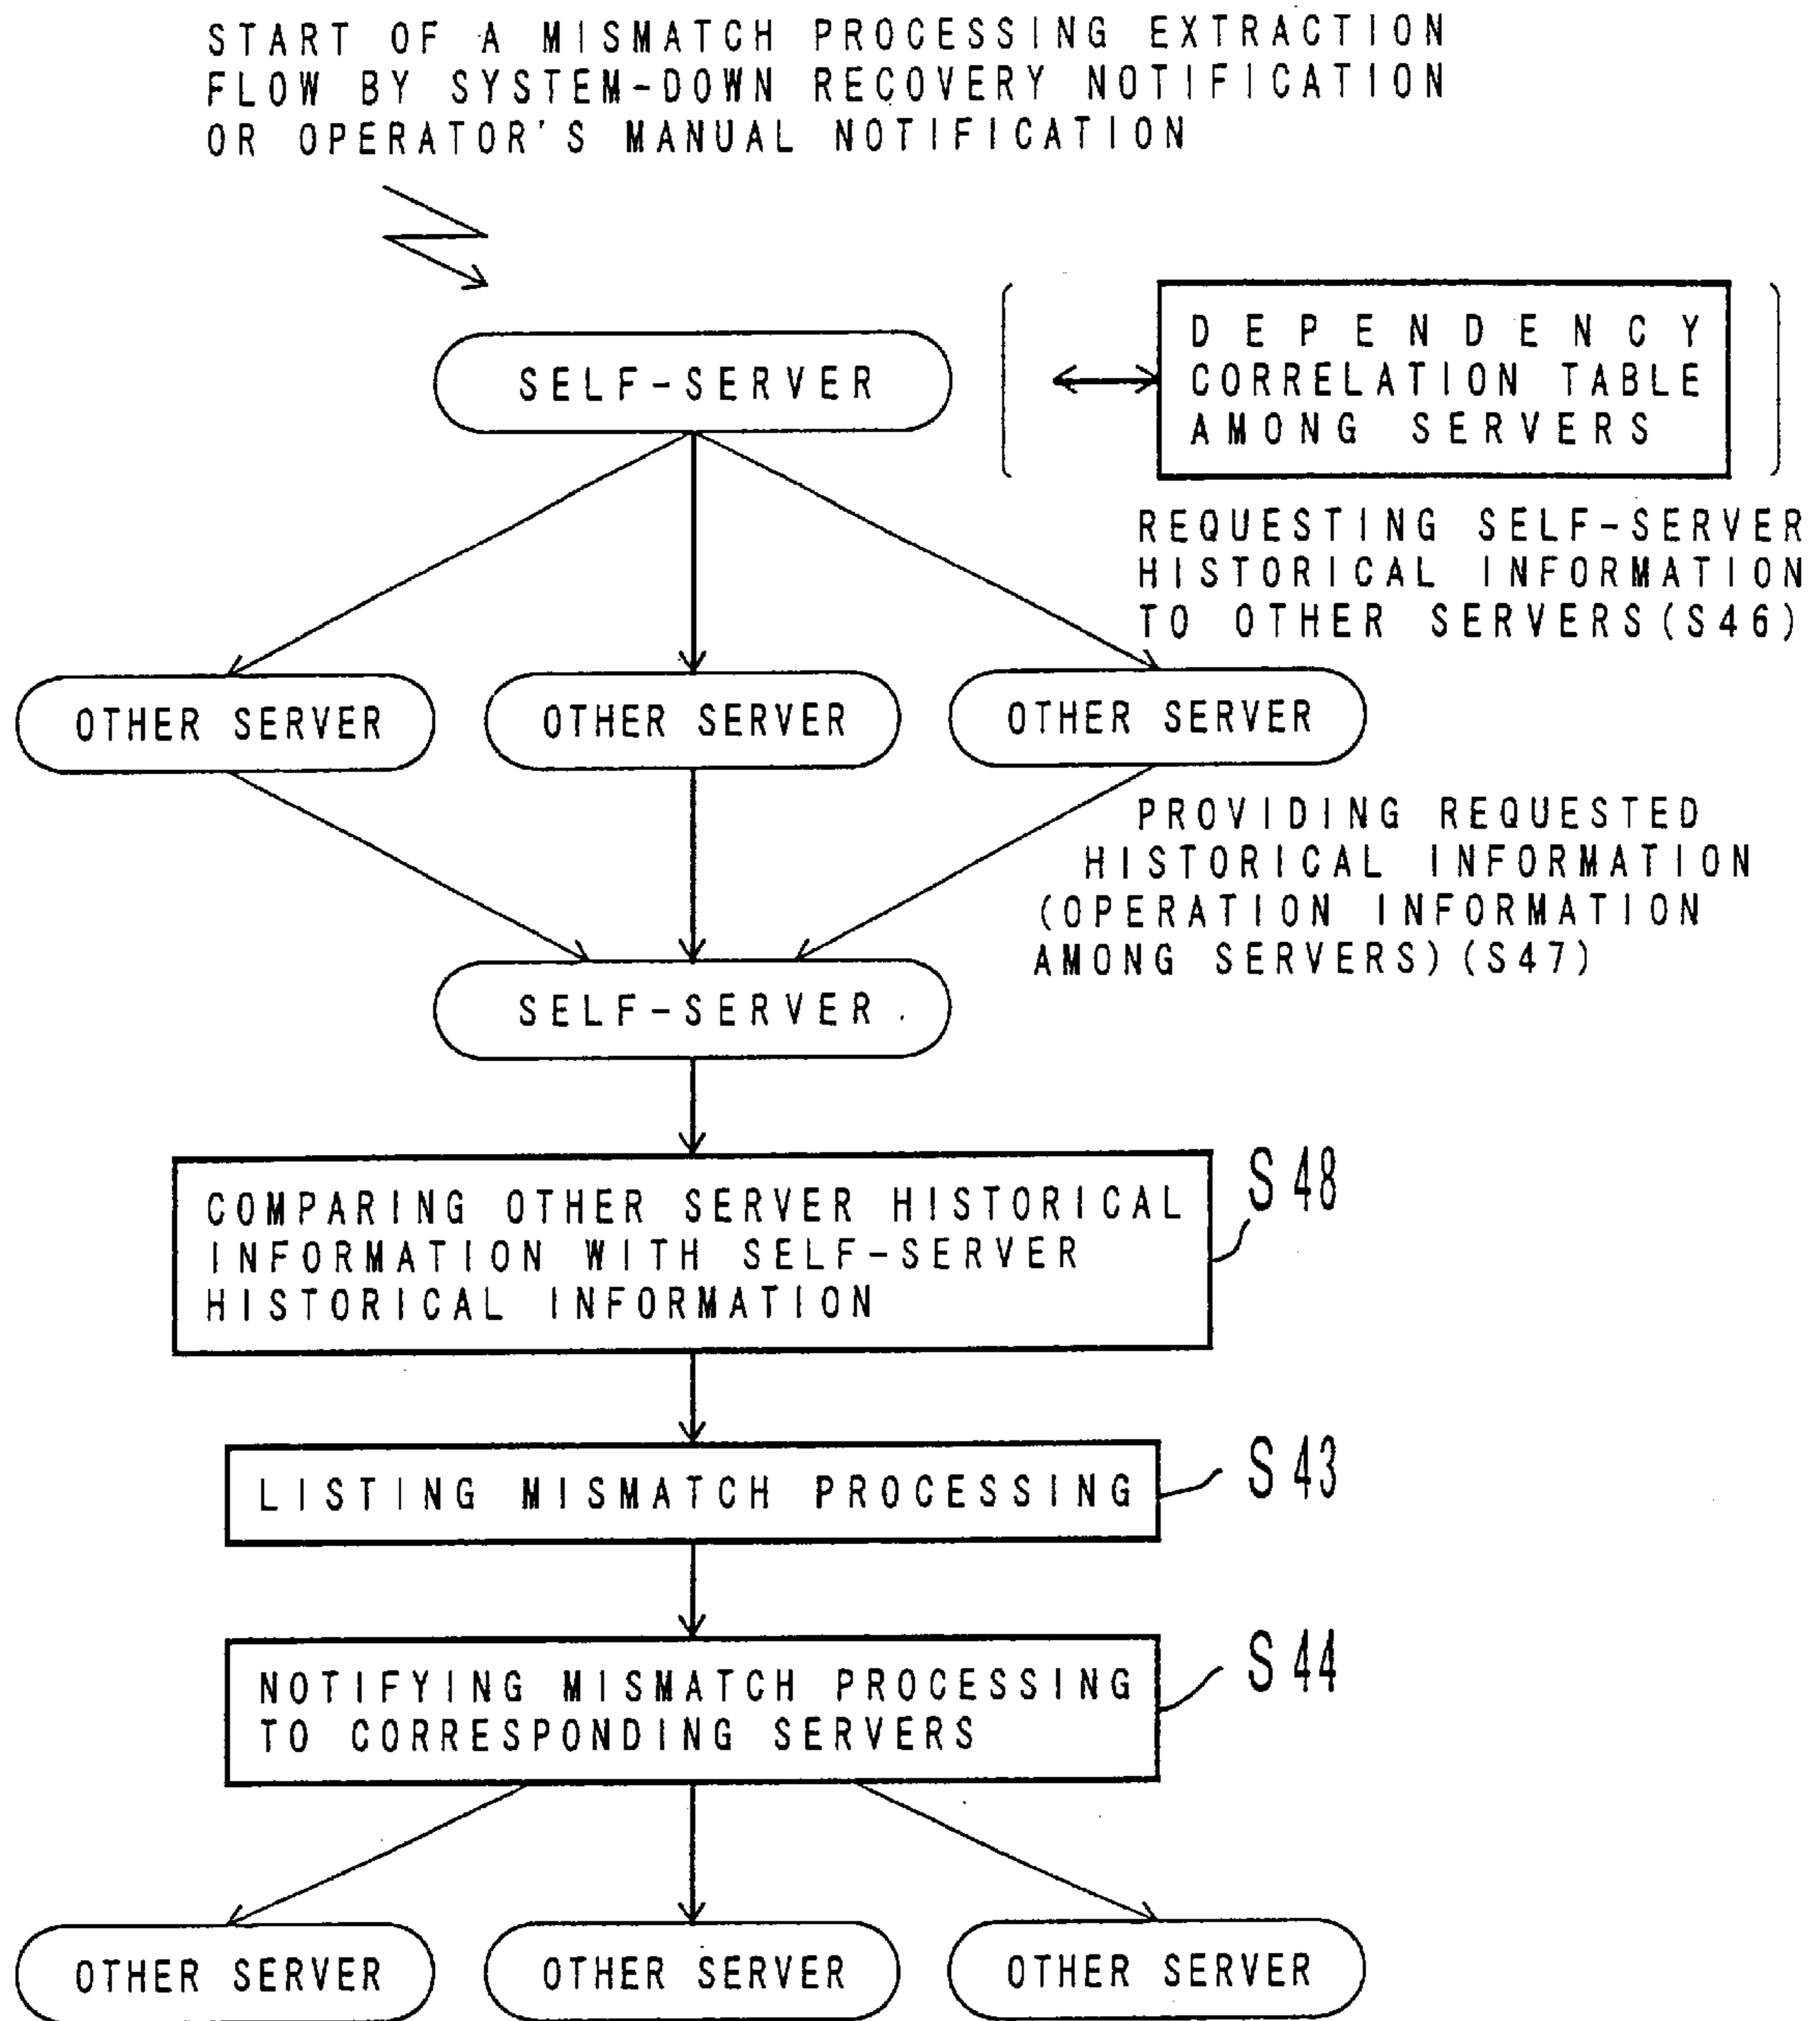 START OF A MISMATCH PROCESSING EXTRACTION
FLOW BY SYSTEM-DOWN RECOVERY NOTIFICATION
OR OPERATOR'S MANUAL NOTIFICATION
SELF-SERVER
DEPENDENCY
CORRELATION TABLE
AMONG SERVERS
REQUESTING SELF-SERVER
HISTORICAL INFORMATION
TO OTHER SERVERS(S46)
OTHER SERVER
OTHER SERVER
OTHER SERVER
PROVIDING REQUESTED
HISTORICAL INFORMATION
(OPERATION INFORMATION
AMONG SERVERS)(S47)
SELF-SERVER
COMPARING OTHER SERVER HISTORICAL
INFORMATION WITH SELF-SERVER
HISTORICAL INFORMATION
S48
LISTING MISMATCH PROCESSING
S43
NOTIFYING MISMATCH PROCESSING
TO CORRESPONDING SERVERS
S44
OTHER SERVER
OTHER SERVER
OTHER SERVER